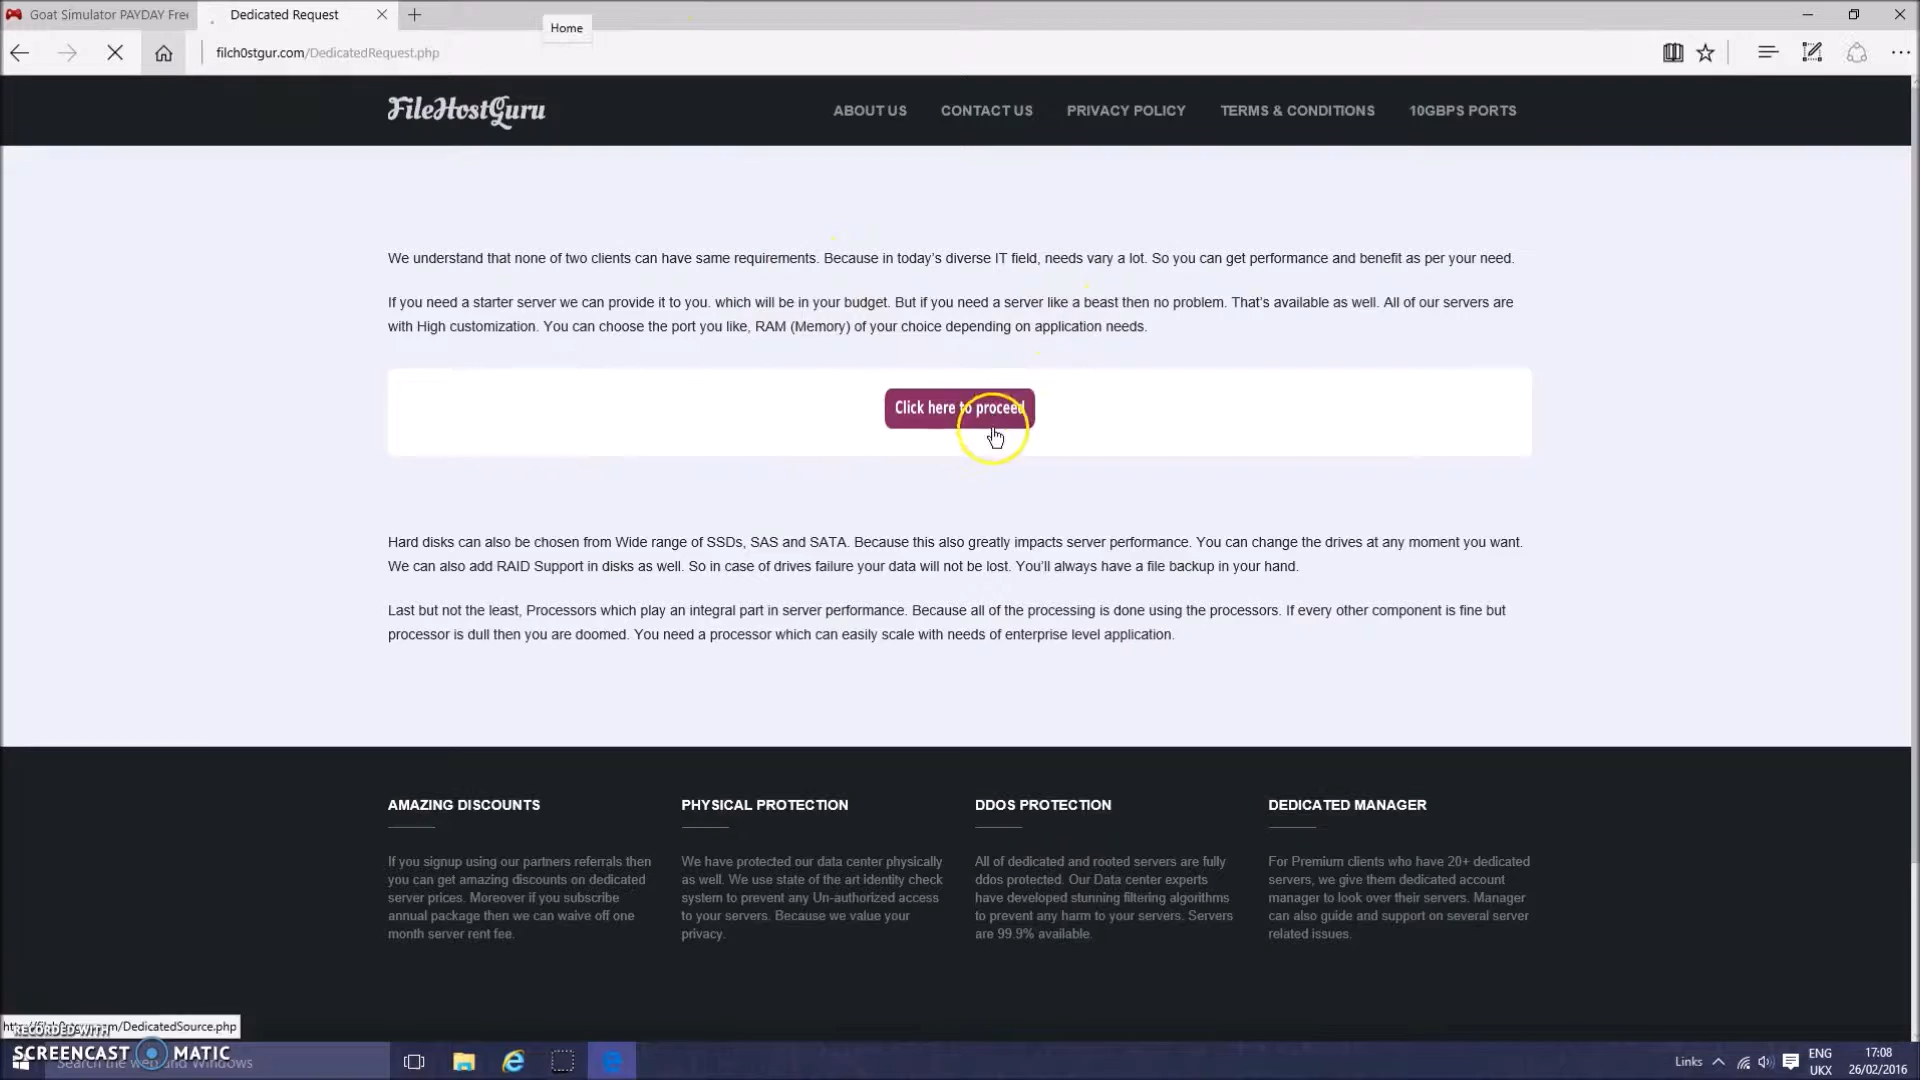 Goat Simulator PAYDAY Free
Dedicated Request
Home
filch0stgur.com/DedicatedRequest.php
FileHostGuru
ABOUT US
CONTACT US
PRIVACY POLICY
TERMS & CONDITIONS
10GBPS PORTS
We understand that none of two clients can have same requirements. Because in today's diverse IT field, needs vary a lot. So you can get performance and benefit as per your need.
If you need a starter server we can provide it to you. which will be in your budget. But if you need a server like a beast then no problem. That's available as well. All of our servers are
with High customization. You can choose the port you like, RAM (Memory) of your choice depending on application needs.
Click here to proceed
Hard disks can also be chosen from Wide range of SSDs, SAS and SATA. Because this also greatly impacts server performance. You can change the drives at any moment you want.
We can also add RAID Support in disks as well. So in case of drives failure your data will not be lost. You'll always have a file backup in your hand.
Last but not the least, Processors which play an integral part in server performance. Because all of the processing is done using the processors. If every other component is fine but
processor is dull then you are doomed. You need a processor which can easily scale with needs of enterprise level application.
AMAZING DISCOUNTS
If you signup using our partners referrals then
you can get amazing discounts on dedicated
server prices. Moreover if you subscribe
annual package then we can waive off one
month server rent fee.
PHYSICAL PROTECTION
We have protected our data center physically
as well. We use state of the art identity check
system to prevent any Un-authorized access
to your servers. Because we value your
privacy.
DDOS PROTECTION
All of dedicated and rooted servers are fully
ddos protected. Our Data center experts
have developed stunning filtering algorithms
to prevent any harm to your servers. Servers
are 99.9% available.
DEDICATED MANAGER
For Premium clients who have 20+ dedicated
servers, we give them dedicated account
manager to look over their servers. Manager
can also guide and support on several server
related issues.
m/DedicatedSource.php
RECORDED WITH
SCREENCAST MATIC
Search the web and Windows
Links
ENG
UKX
17:08
26/02/2016